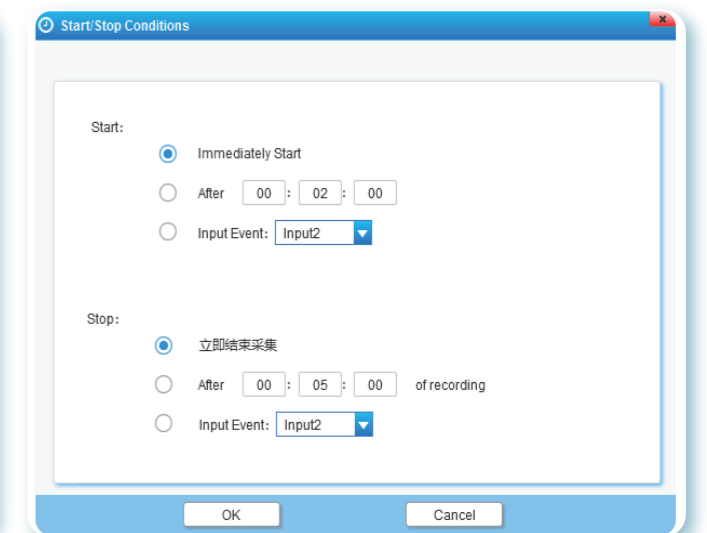 Start/Stop Conditions
Start:
Immediately Start
After 00 : 02 : 00
Input Event: Input2
Stop:
立即结束采集
After 00 : 05 : 00 of recording
Input Event: Input2
OK Cancel